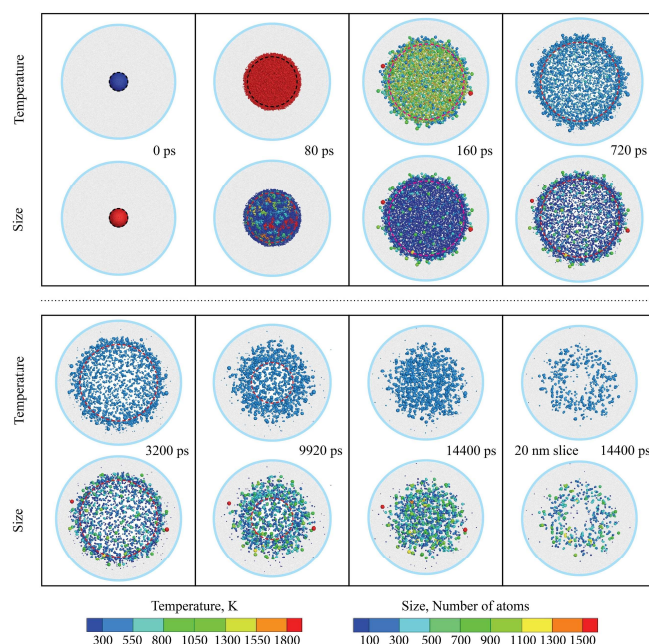 Temperature
0 ps
80 ps
160 ps
720 ps
Size
Temperature
3200 ps
9920 ps
14400 ps
20 nm slice 14400 ps
Size
Temperature, K
Size, Number of atoms
300 550 800 1050 1300 1550 1800
100 300 500 700 900 1100 1300 1500